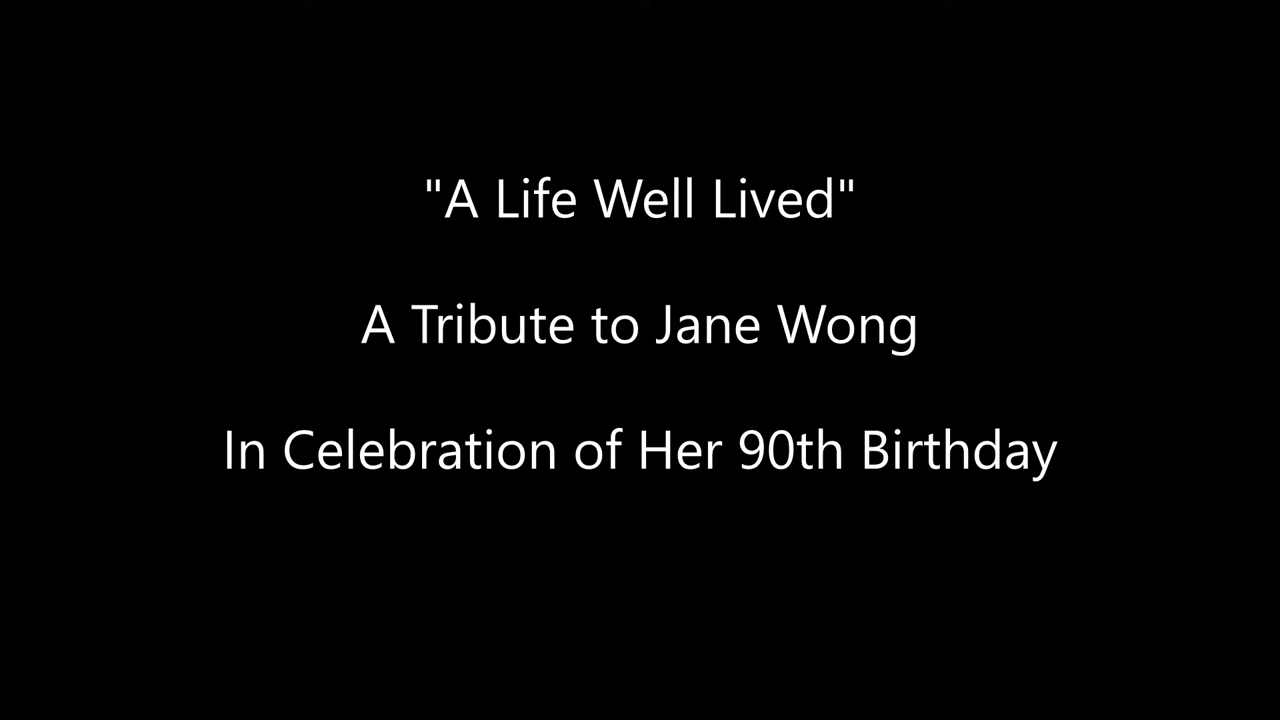 "A Life Well Lived"
A Tribute to Jane Wong
In Celebration of Her 90th Birthday